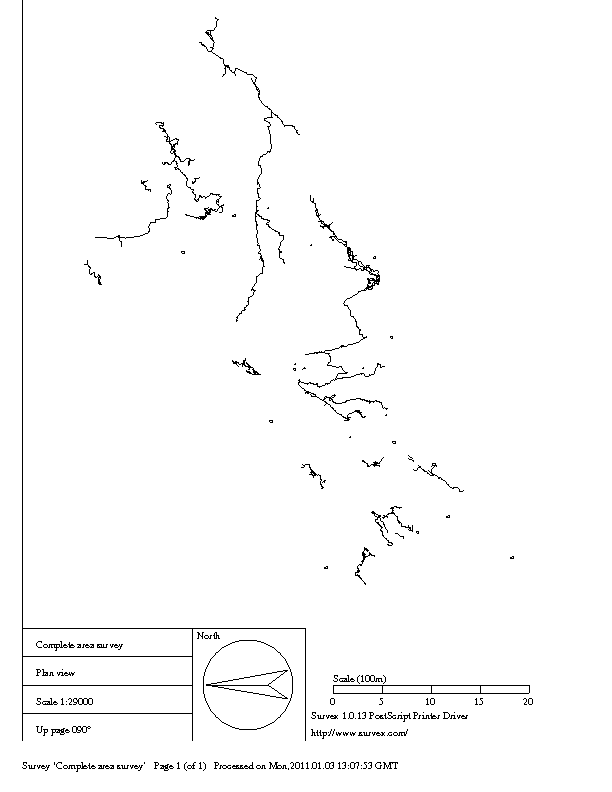 Complete area survey
North
Plan view
Scale 1:29000
Up page 090°
Scale (100m)
0 5 10 15 20
Survex 1.0.13 PostScript Printer Driver
http://www.survex.com/
Survey 'Complete area survey' Page 1 (of 1) Processed on Mon,2011.01.03 13:07:53 GMT